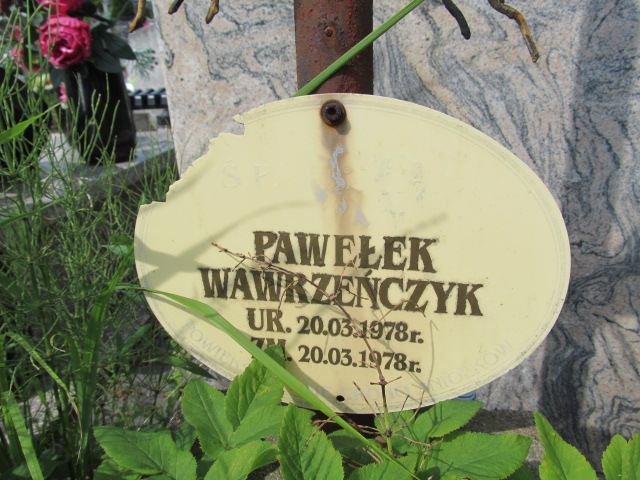 PAWEŁEK
WAWRZEŃCZYK
UR. 20.03.1978r.
ZM. 20.03.1978r.